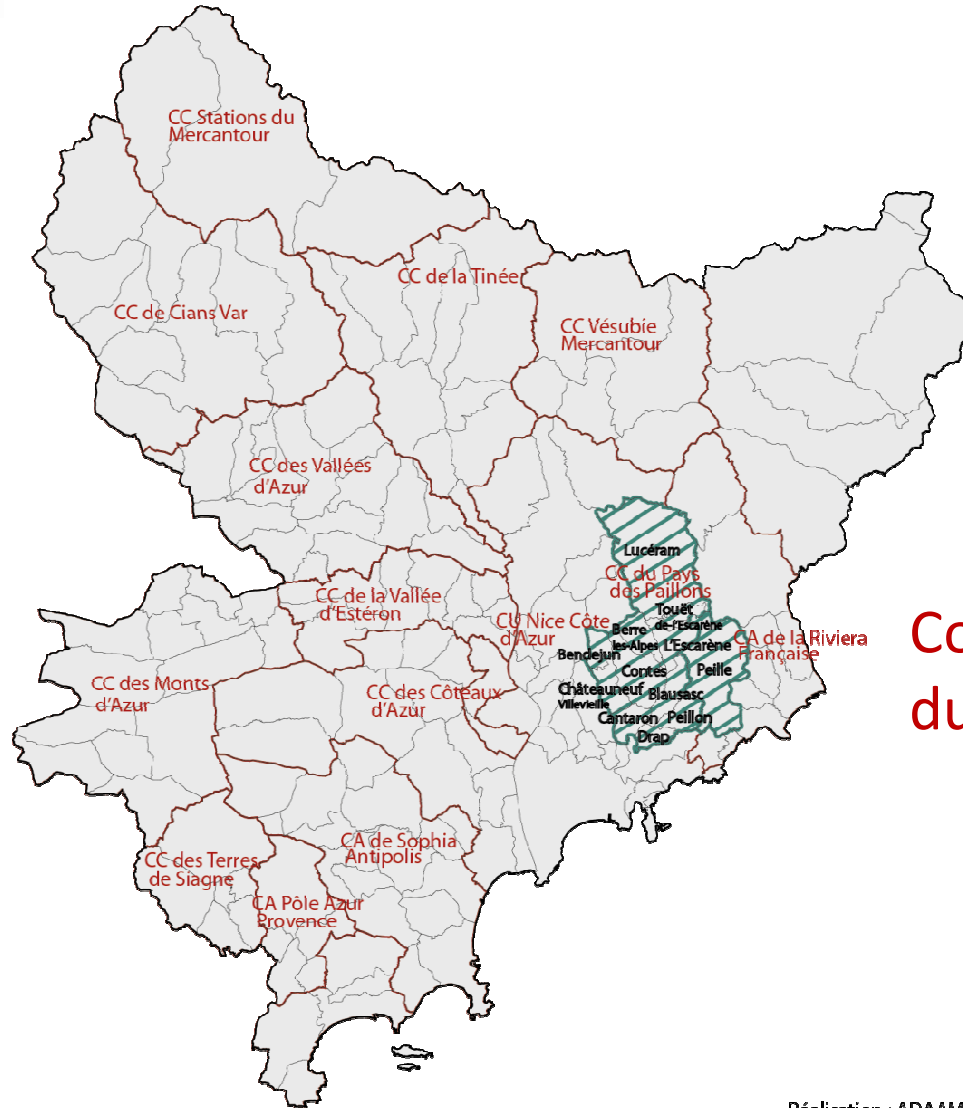 CC Stations du
Mercantour
CC de la Tinée
CC de Cians Var
CC Vésubie
Mercantour
CC des Vallées
d'Azur
Lucéram
CC du Pays
des Paillons
CC de la Vallée
d'Estéron
Touët
de-l'Escarène
CU Nice Côte
d'Azur
Berre
les-Alpes
L'Escarène
CA de la Riviera
Française
Bendejun
Contes
Peille
CC des Monts
d'Azur
CC des Côteaux
d'Azur
Châteauneuf
Villevieille
Blausasc
Cantaron
Peillon
Drap
Co
du
CA de Sophia
Antipolis
CC des Terres
de Siagne
CA Pôle Azur
Provence
Réalisation : ADAAM